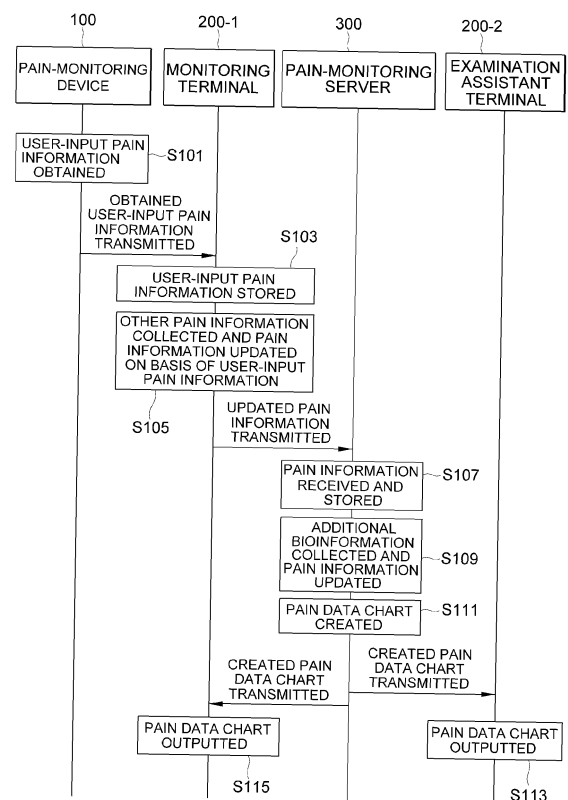 100
200-1
300
200-2
PAIN-MONITORING
DEVICE
MONITORING
TERMINAL
PAIN-MONITORING
SERVER
EXAMINATION
ASSISTANT
TERMINAL
USER-INPUT PAIN
INFORMATION
OBTAINED
S101
OBTAINED
USER-INPUT PAIN
INFORMATION
TRANSMITTED
S103
USER-INPUT PAIN
INFORMATION STORED
OTHER PAIN INFORMATION
COLLECTED AND PAIN
INFORMATION UPDATED
ON BASIS OF USER-INPUT
PAIN INFORMATION
S105
UPDATED PAIN
INFORMATION
TRANSMITTED
PAIN INFORMATION
RECEIVED AND
STORED
S107
ADDITIONAL
BIOINFORMATION
COLLECTED AND
PAIN INFORMATION
UPDATED
S109
PAIN DATA CHART
CREATED
S111
CREATED PAIN
DATA CHART
TRANSMITTED
CREATED PAIN
DATA CHART
TRANSMITTED
PAIN DATA CHART
OUTPUTTED
S115
PAIN DATA CHART
OUTPUTTED
S113